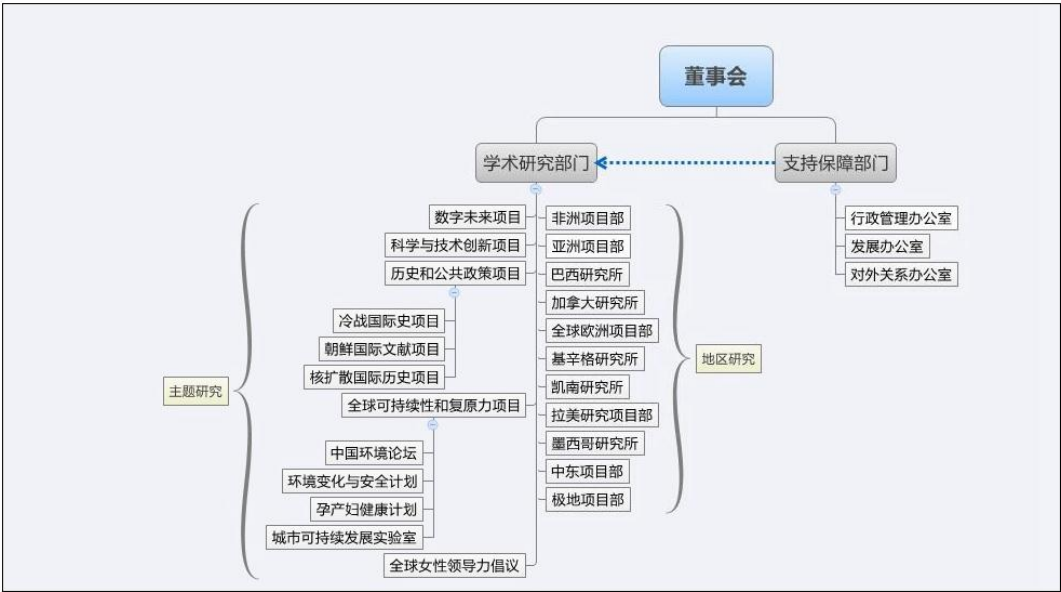 董事会
学术研究部门
支持保障部门
数字未来项目
科学与技术创新项目
历史和公共政策项目
冷战国际史项目
朝鲜国际文献项目
核扩散国际历史项目
全球可持续性和复原力项目
中国环境论坛
环境变化与安全计划
孕产妇健康计划
城市可持续发展实验室
全球女性领导力倡议
主题研究
非洲项目部
亚洲项目部
巴西研究所
加拿大研究所
全球欧洲项目部
基辛格研究所
凯南研究所
拉美研究项目部
墨西哥研究所
中东项目部
极地项目部
地区研究
行政管理办公室
发展办公室
对外关系办公室